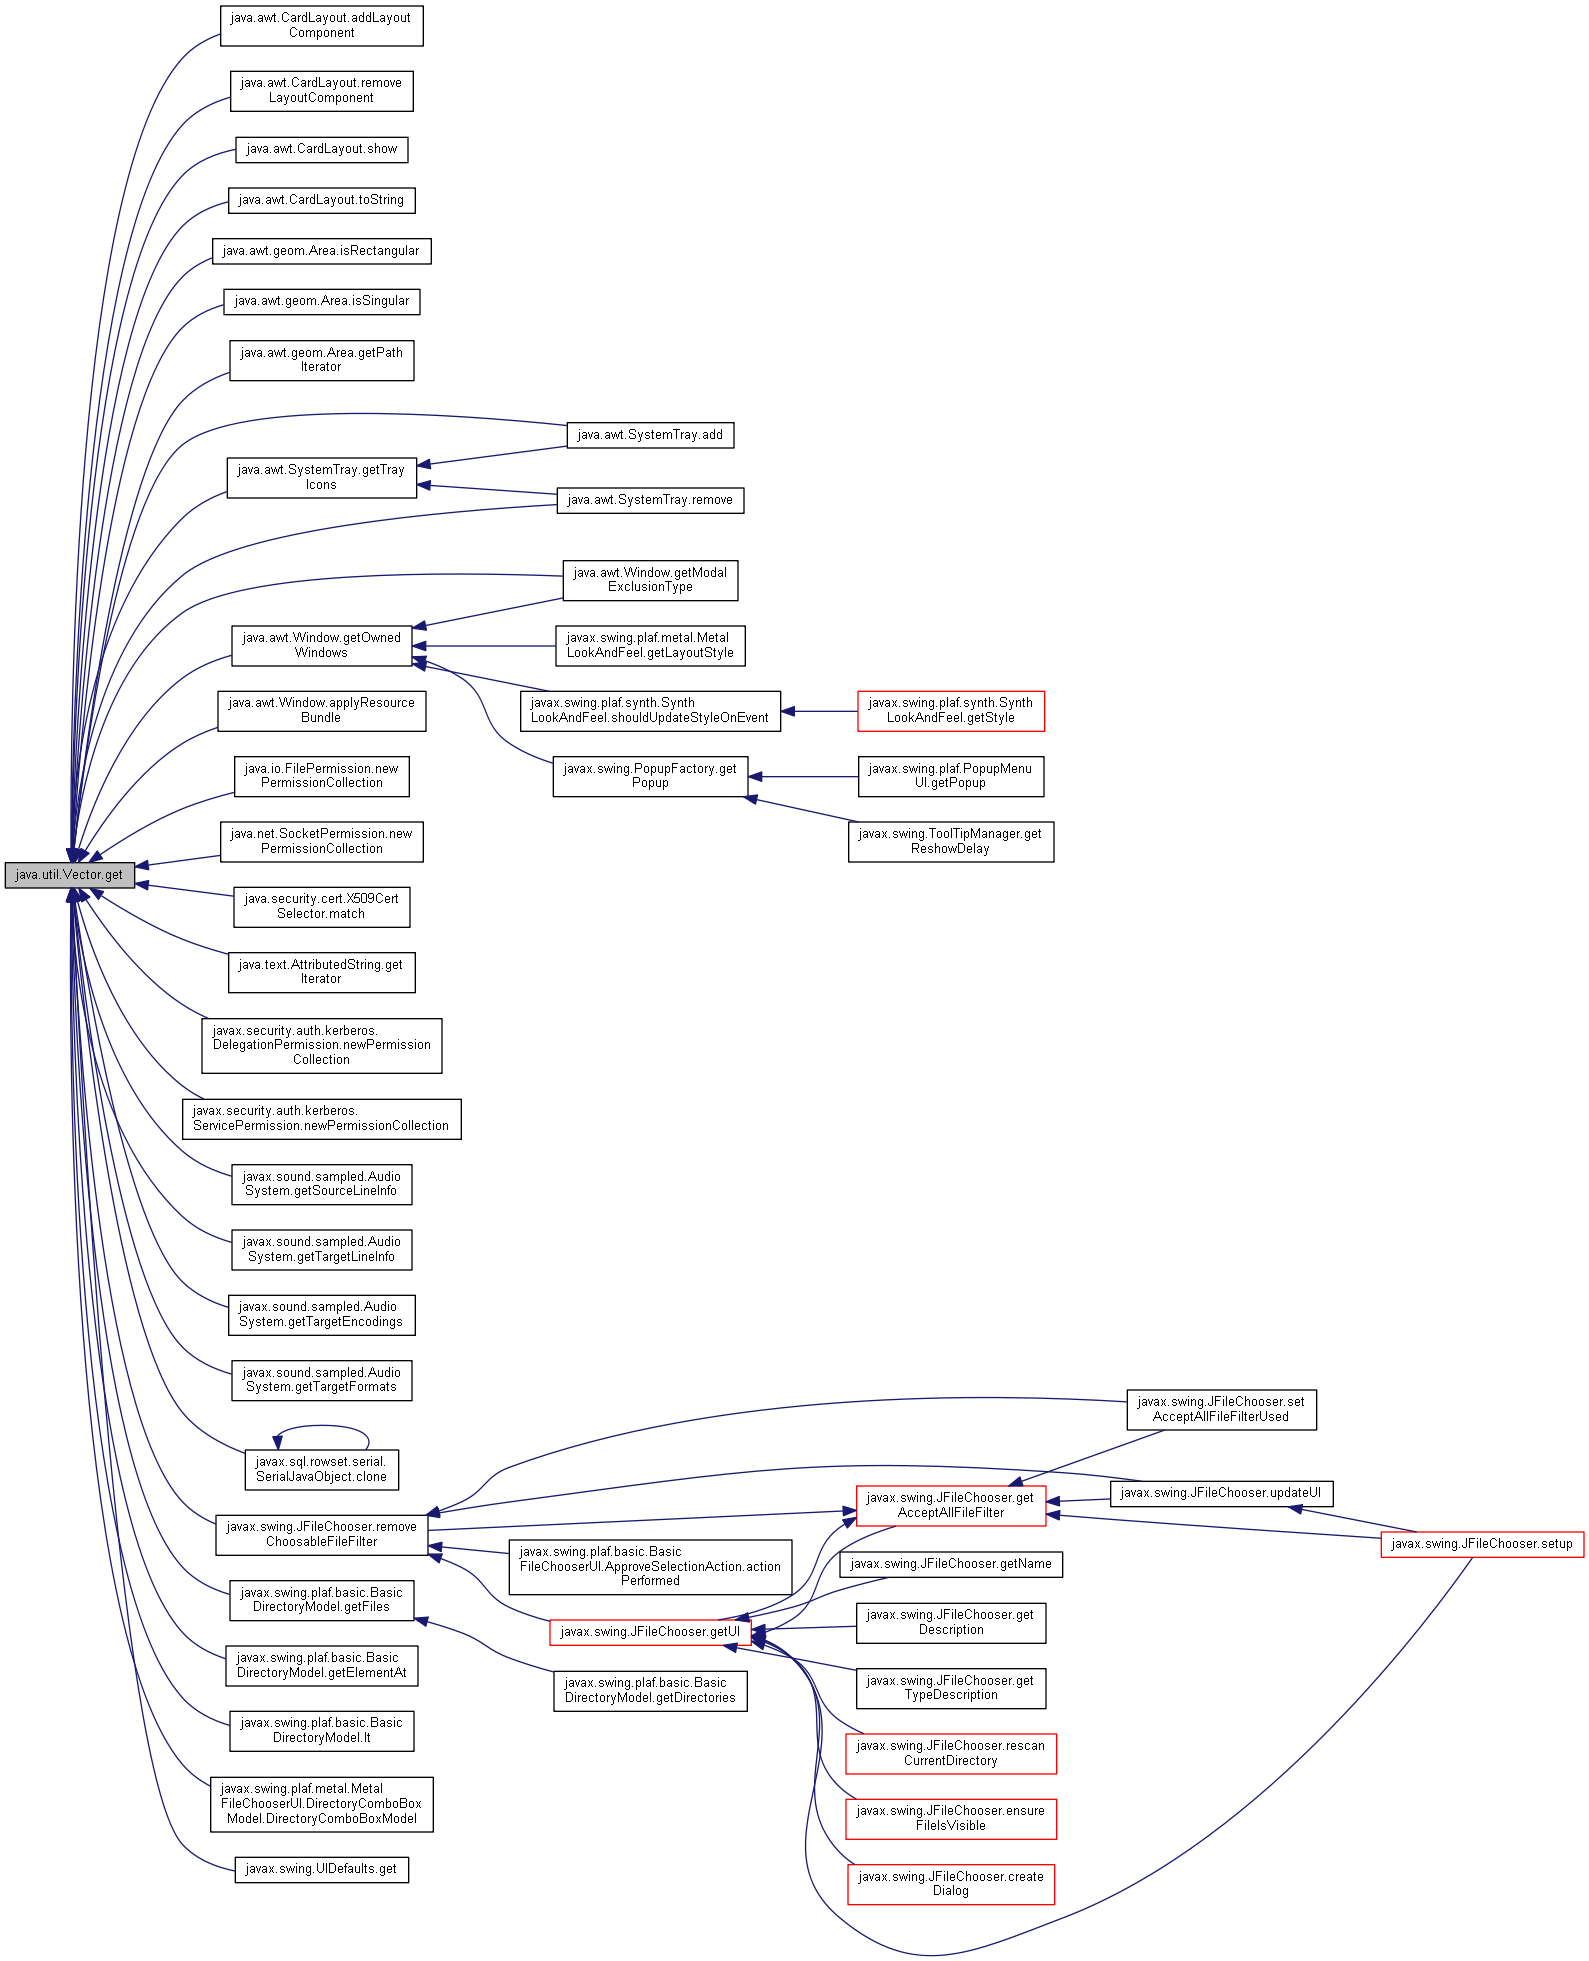 java.awt.CardLayout.addLayout
Component
java.awt.CardLayout.remove
LayoutComponent
java.awt.CardLayout.show
java.awt.CardLayout.toString
java.awt.geom.Area.isRectangular
java.awt.geom.Area.isSingular
java.awt.geom.Area.getPath
Iterator
java.awt.SystemTray.add
java.awt.SystemTray.getTray
Icons
java.awt.SystemTray.remove
java.awt.Window.getModal
ExclusionType
java.awt.Window.getOwned
Windows
javax.swing.plaf.metal.Metal
LookAndFeel.getLayoutStyle
java.awt.Window.applyResource
Bundle
javax.swing.plaf.synth.Synth
LookAndFeel.shouldUpdateStyleOnEvent
javax.swing.plaf.synth.Synth
LookAndFeel.getStyle
java.io.FilePermission.new
PermissionCollection
javax.swing.PopupFactory.get
Popup
javax.swing.plaf.PopupMenu
UI.getPopup
java.net.SocketPermission.new
PermissionCollection
javax.swing.ToolTipManager.get
ReshowDelay
java.util.Vector.get
java.security.cert.X509Cert
Selector.match
java.text.AttributedString.get
Iterator
javax.security.auth.kerberos.
DelegationPermission.newPermission
Collection
javax.security.auth.kerberos.
ServicePermission.newPermissionCollection
javax.sound.sampled.Audio
System.getSourceLineInfo
javax.sound.sampled.Audio
System.getTargetLineInfo
javax.sound.sampled.Audio
System.getTargetEncodings
javax.sound.sampled.Audio
System.getTargetFormats
javax.swing.JFileChooser.set
AcceptAllFileFilterUsed
javax.sql.rowset.serial.
SerialJavaObject.clone
javax.swing.JFileChooser.get
AcceptAllFileFilter
javax.swing.JFileChooser.updateUI
javax.swing.JFileChooser.remove
ChoosableFileFilter
javax.swing.JFileChooser.setup
javax.swing.plaf.basic.Basic
FileChooserUI.ApproveSelectionAction.action
Performed
javax.swing.JFileChooser.getName
javax.swing.plaf.basic.Basic
DirectoryModel.getFiles
javax.swing.JFileChooser.getUI
javax.swing.JFileChooser.get
Description
javax.swing.plaf.basic.Basic
DirectoryModel.getElementAt
javax.swing.plaf.basic.Basic
DirectoryModel.getDirectories
javax.swing.JFileChooser.get
TypeDescription
javax.swing.plaf.basic.Basic
DirectoryModel.lt
javax.swing.JFileChooser.rescan
CurrentDirectory
javax.swing.plaf.metal.Metal
FileChooserUI.DirectoryComboBox
Model.DirectoryComboBoxModel
javax.swing.JFileChooser.ensure
FileIsVisible
javax.swing.UIDefaults.get
javax.swing.JFileChooser.create
Dialog